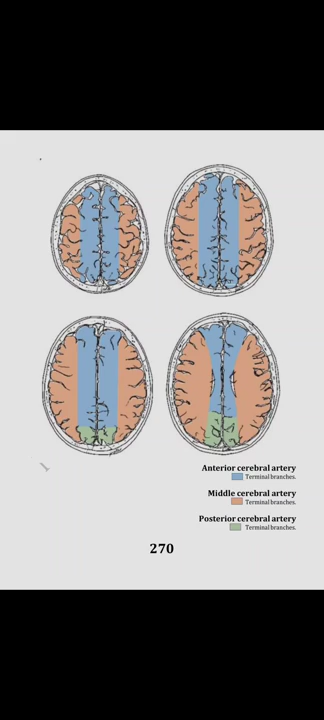 Anterior cerebral artery
Terminal branches.
Middle cerebral artery
Terminal branches.
Posterior cerebral artery
Terminal branches.
270